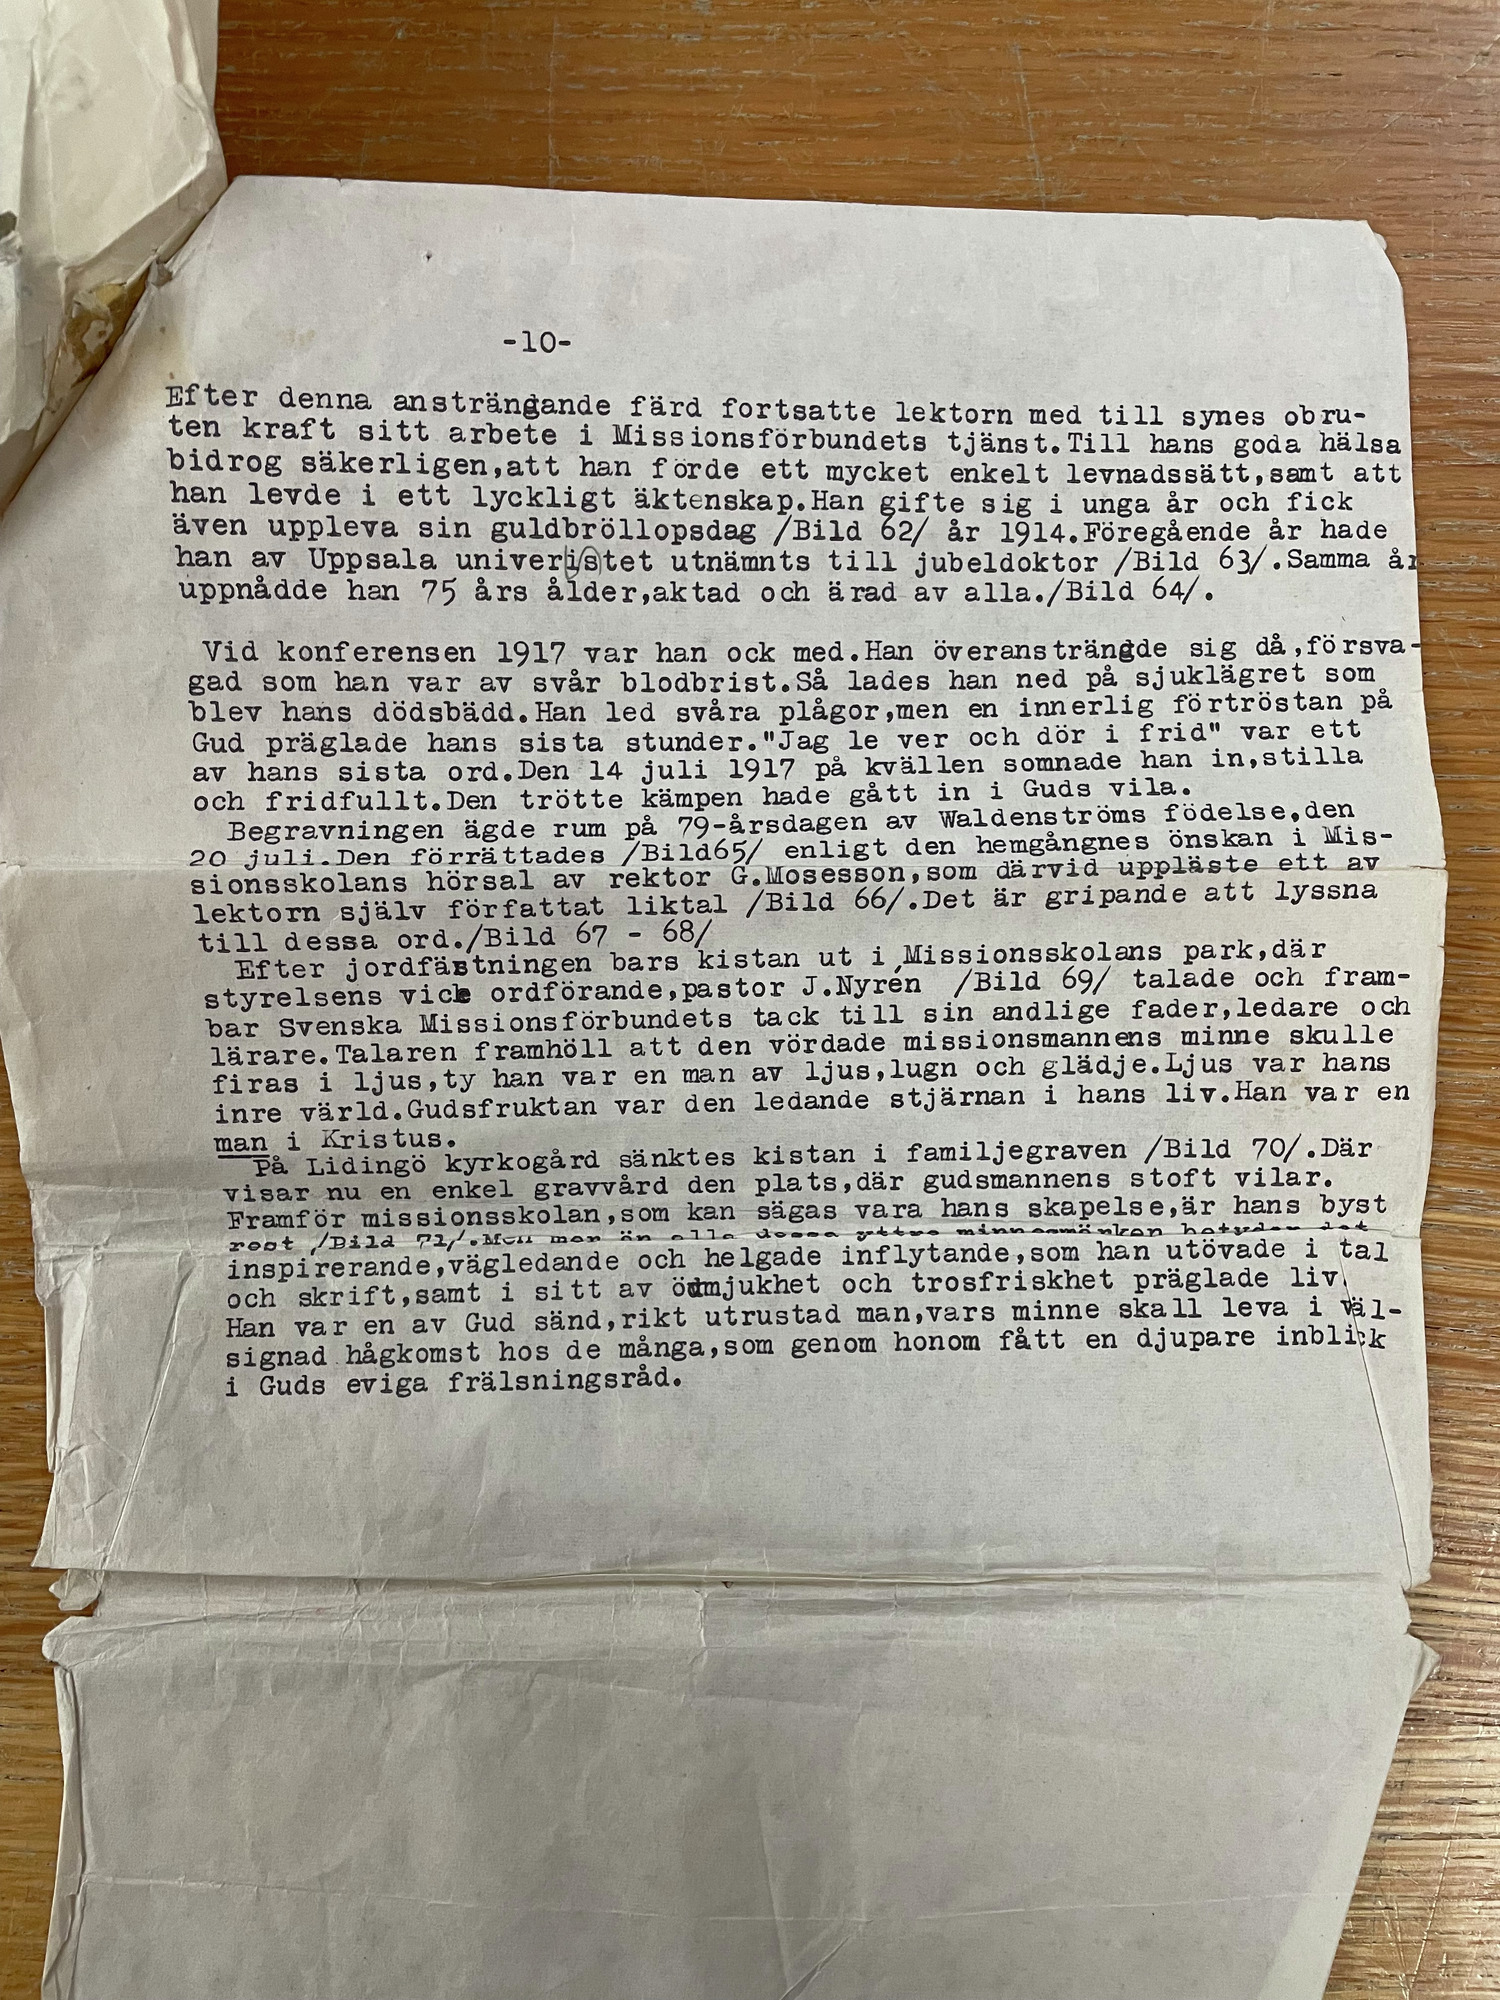 -10-
Efter denna ansträngande färd fortsatte lektorn med till synes obru-
ten kraft sitt arbete i Missionsförbundets tjänst.Till hans goda hälsa
bidrog säkerligen,att han förde ett mycket enkelt levnadssätt,samt att
han levde i ett lyckligt äktenskap.Han gifte sig i unga år och fick
även uppleva sin guldbröllopsdag /Bild 62/ år 1914.Föregående år hade
han av Uppsala univeristet utnämnts till jubeldoktor /Bild 63/.Samma år
uppnådde han 75 års ålder,aktad och ärad av alla./Bild 64/.
Vid konferensen 1917 var han ock med.Han överansträngde sig då,försva-
gad som han var av svår blodbrist.Så lades han ned på sjuklägret som
blev hans dödsbädd.Han led svåra plågor,men en innerlig förtröstan på
Gud präglade hans sista stunder."Jag le ver och dör i frid" var ett
av hans sista ord.Den 14 juli 1917 på kvällen somnade han in,stilla
och fridfullt.Den trötte kämpen hade gått in i Guds vila.
Begravningen ägde rum på 79-årsdagen av Waldenströms födelse,den
20 juli.Den förrättades /Bild65/ enligt den hemgångnes önskan i Mis-
sionsskolans hörsal av rektor G.Mosesson,som därvid uppläste ett av
lektorn själv författat liktal /Bild 66/.Det är gripande att lyssna
till dessa ord./Bild 67 - 68/
Efter jordfästningen bars kistan ut i Missionsskolans park,där
styrelsens vice ordförande,pastor J.Nyrén /Bild 69/ talade och fram-
bar Svenska Missionsförbundets tack till sin andlige fader,ledare och
lärare.Talaren framhöll att den vördade missionsmannens minne skulle
firas i ljus,ty han var en man av ljus,lugn och glädje.Ljus var hans
inre värld.Gudsfruktan var den ledande stjärnan i hans liv.Han var en
man i Kristus.
På Lidingö kyrkogård sänktes kistan i familjegraven /Bild 70/.Där
visar nu en enkel gravvård den plats,där gudsmannens stoft vilar.
Framför missionsskolan,som kan sägas vara hans skapelse,är hans byst
rest /Bild 71/.Men mer än alla dessa yttre minnesmärken betyder det
inspirerande,vägledande och helgade inflytande,som han utövade i tal
och skrift,samt i sitt av ödmjukhet och trosfriskhet präglade liv.
Han var en av Gud sänd,rikt utrustad man,vars minne skall leva i väl-
signad hågkomst hos de många,som genom honom fått en djupare inblick
i Guds eviga frälsningsråd.